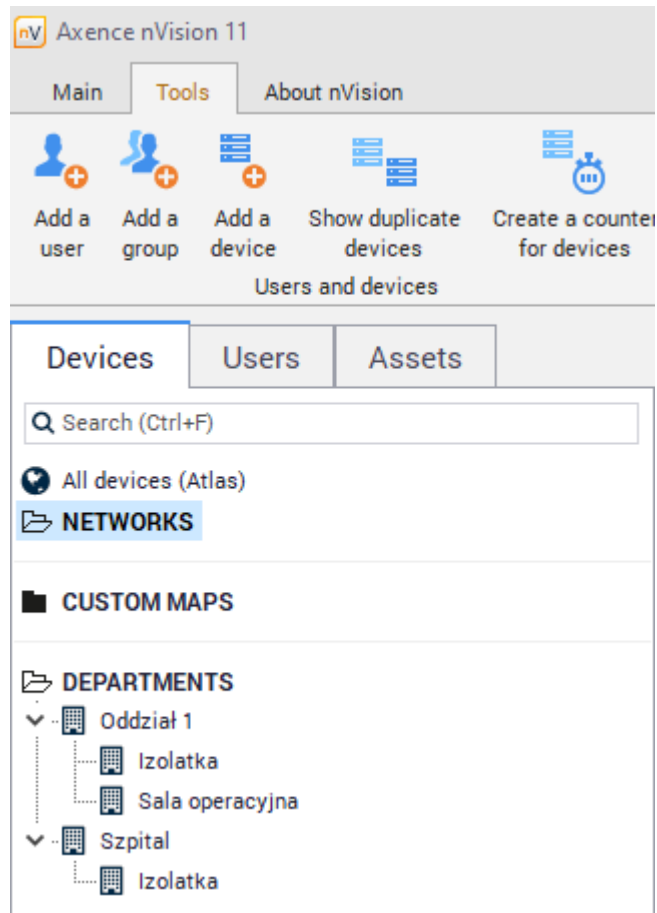 nV Axence nVision 11
Main Tools About nVision
Add a user
Add a group
Add a device
Show duplicate devices
Create a counter for devices
Users and devices
Devices Users Assets
Search (Ctrl+F)
All devices (Atlas)
NETWORKS
CUSTOM MAPS
DEPARTMENTS
Oddział 1
Izolatka
Sala operacyjna
Szpital
Izolatka